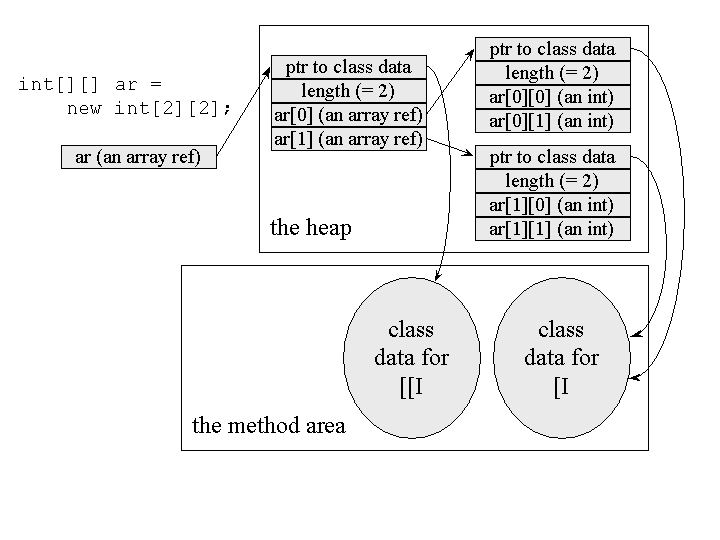 int[][] ar =
new int[2][2];
ar (an array ref)
ptr to class data
length (= 2)
ar[0] (an array ref)
ar[1] (an array ref)
ptr to class data
length (= 2)
ar[0][0] (an int)
ar[0][1] (an int)
ptr to class data
length (= 2)
ar[1][0] (an int)
ar[1][1] (an int)
the heap
class
data for
[[I
class
data for
[I
the method area